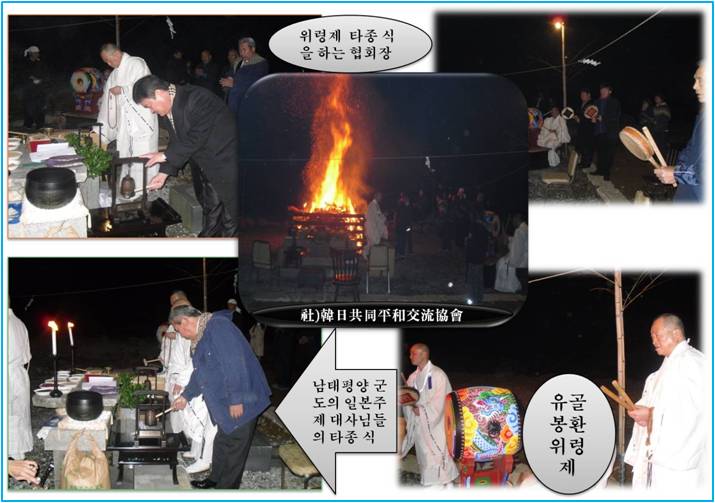 위령제 타종 식
을 하는 협회장
社)韓日共同平和交流協會
남태평양 군
도의 일본주
제 대사님들
의 타종 식
유골
봉환
위령
제